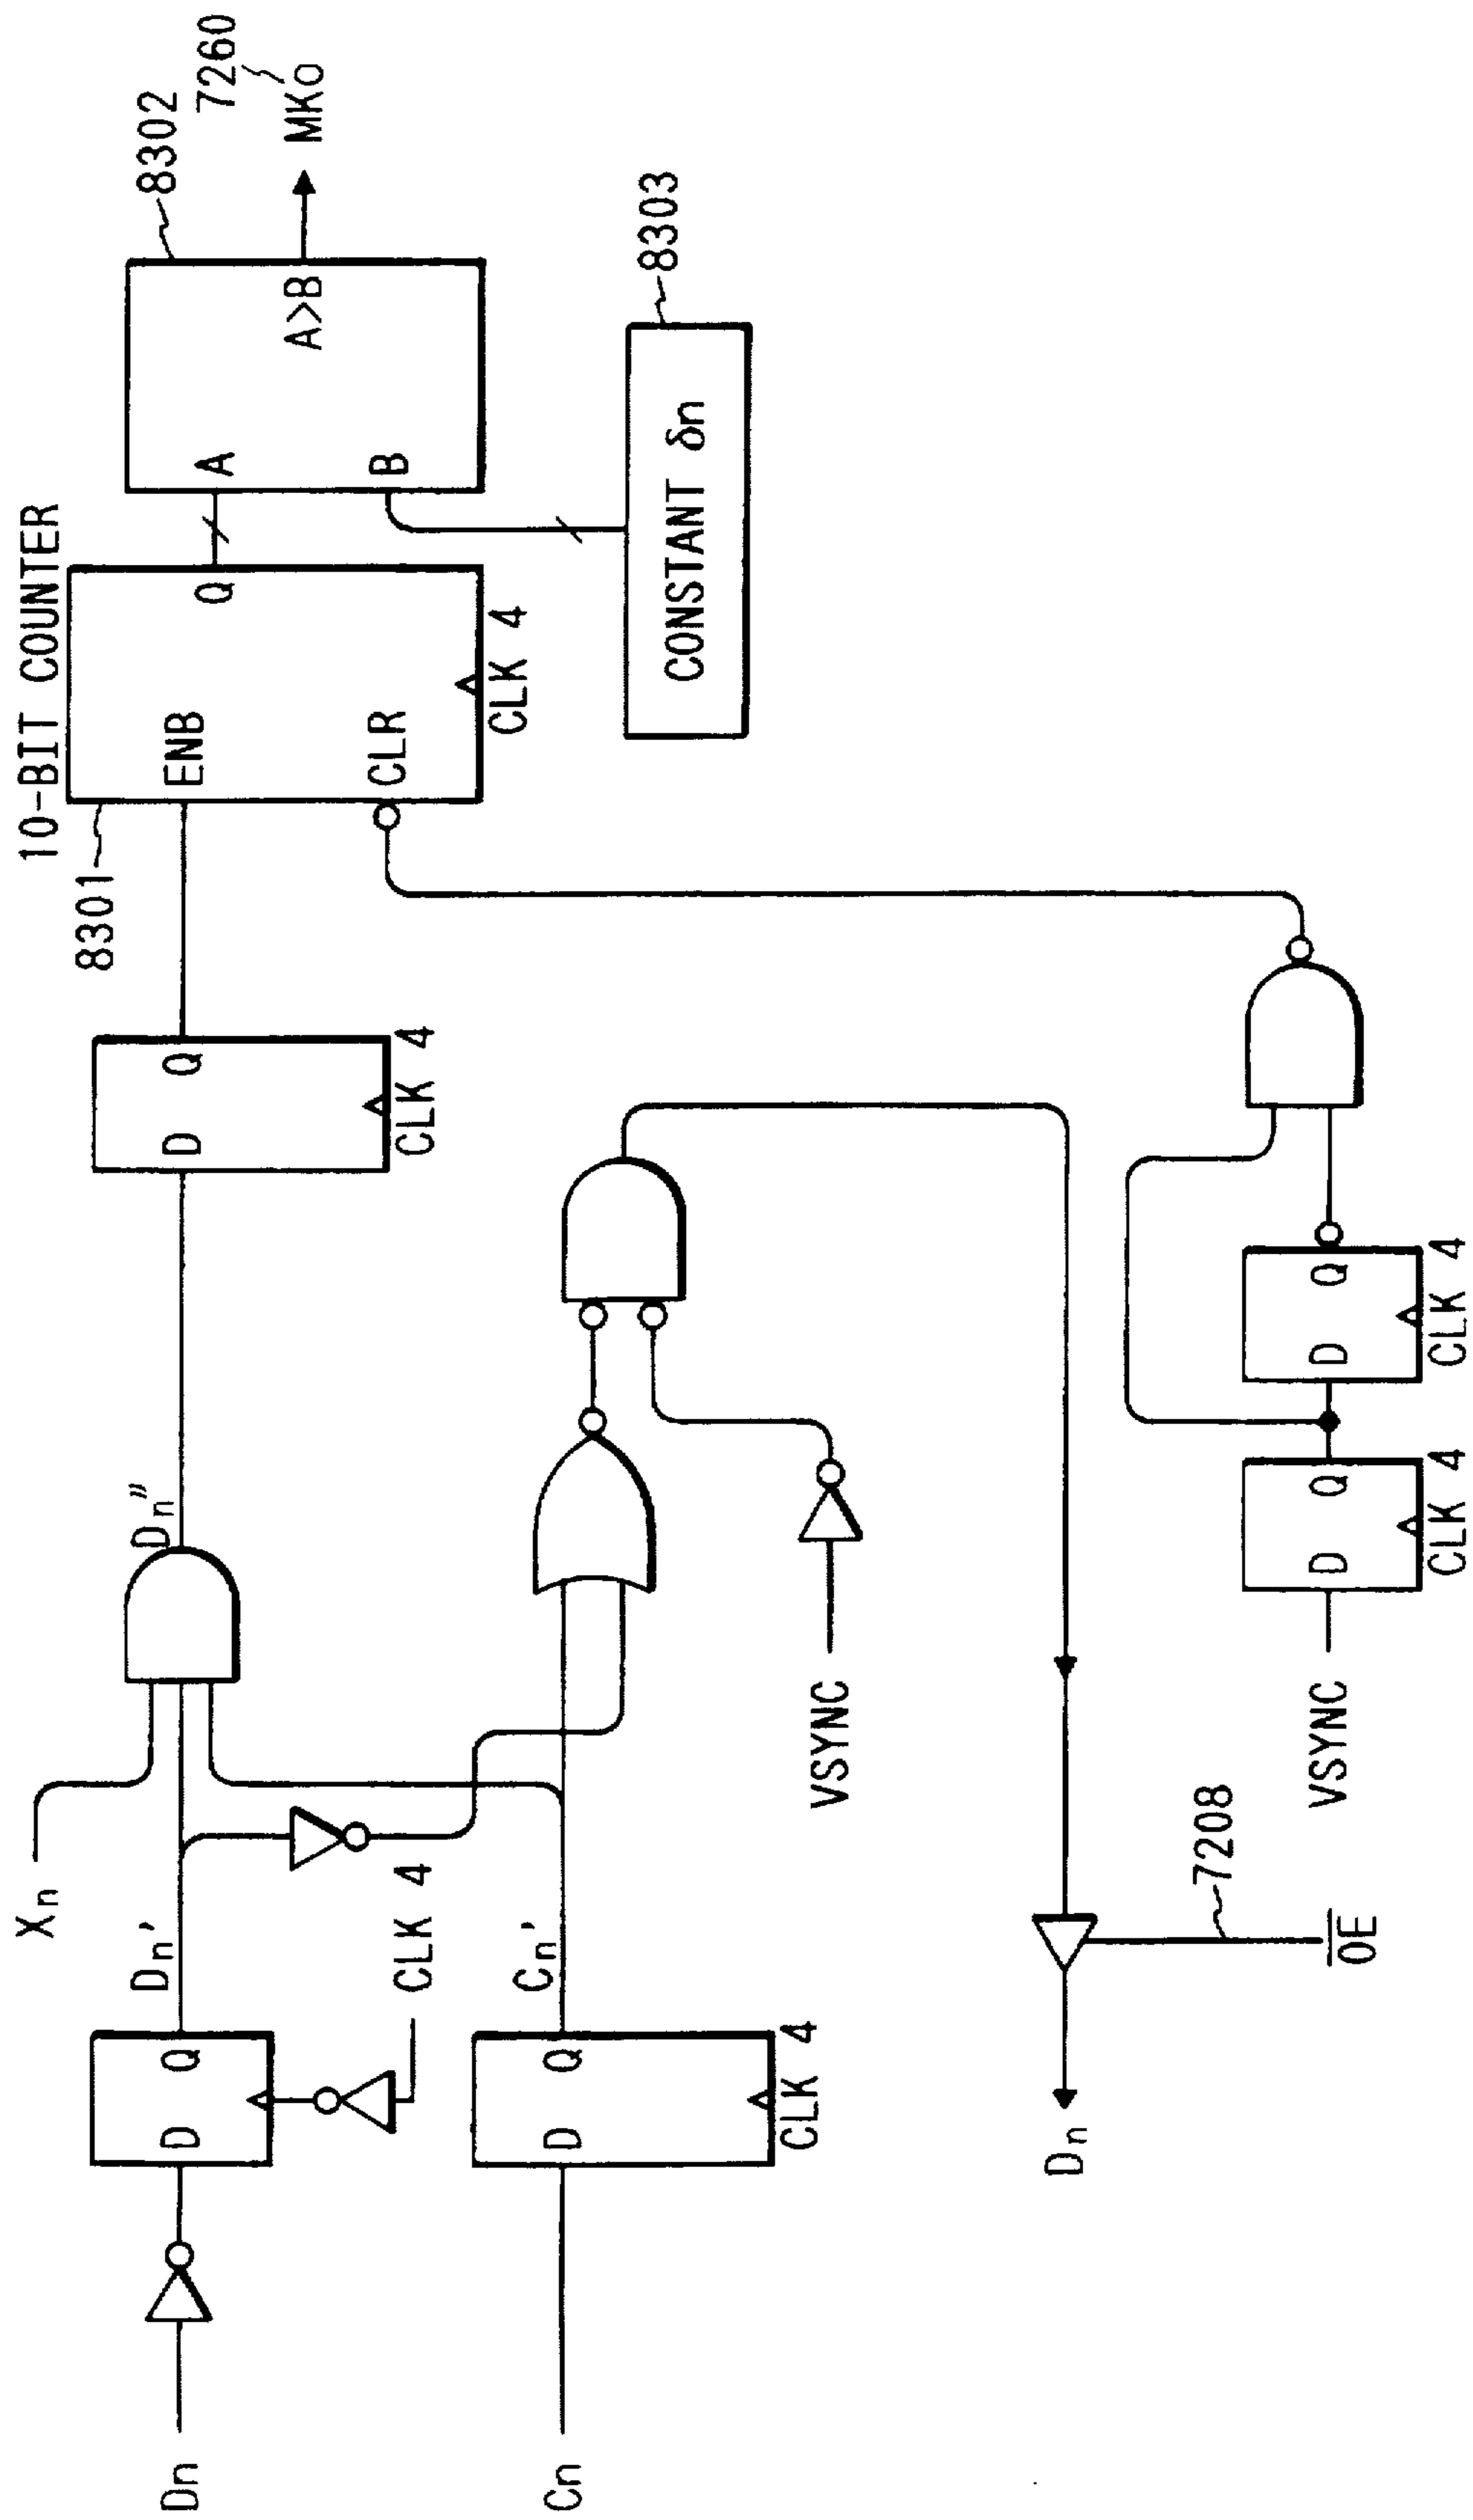 10-BIT COUNTER
8301
ENB
Q
CLR
CLK 4
A
B
A>B
8302
7260
MKO
CONSTANT δn
8303
Xn
Dn
D Q
CLK 4
Dn'
Dn"
D Q
CLK 4
Cn
D Q
CLK 4
Cn'
VSYNC
Dn
7208
OE
VSYNC
D Q
CLK 4
D Q
CLK 4